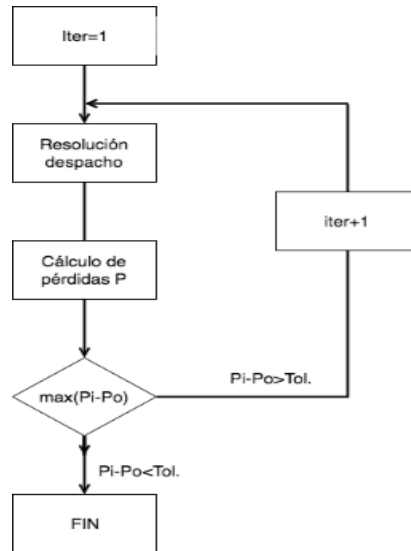 Iter=1
Resolución
despacho
iter+1
Cálculo de
pérdidas P
Pi-Po>Tol.
max(Pi-Po)
Pi-Po<Tol.
FIN